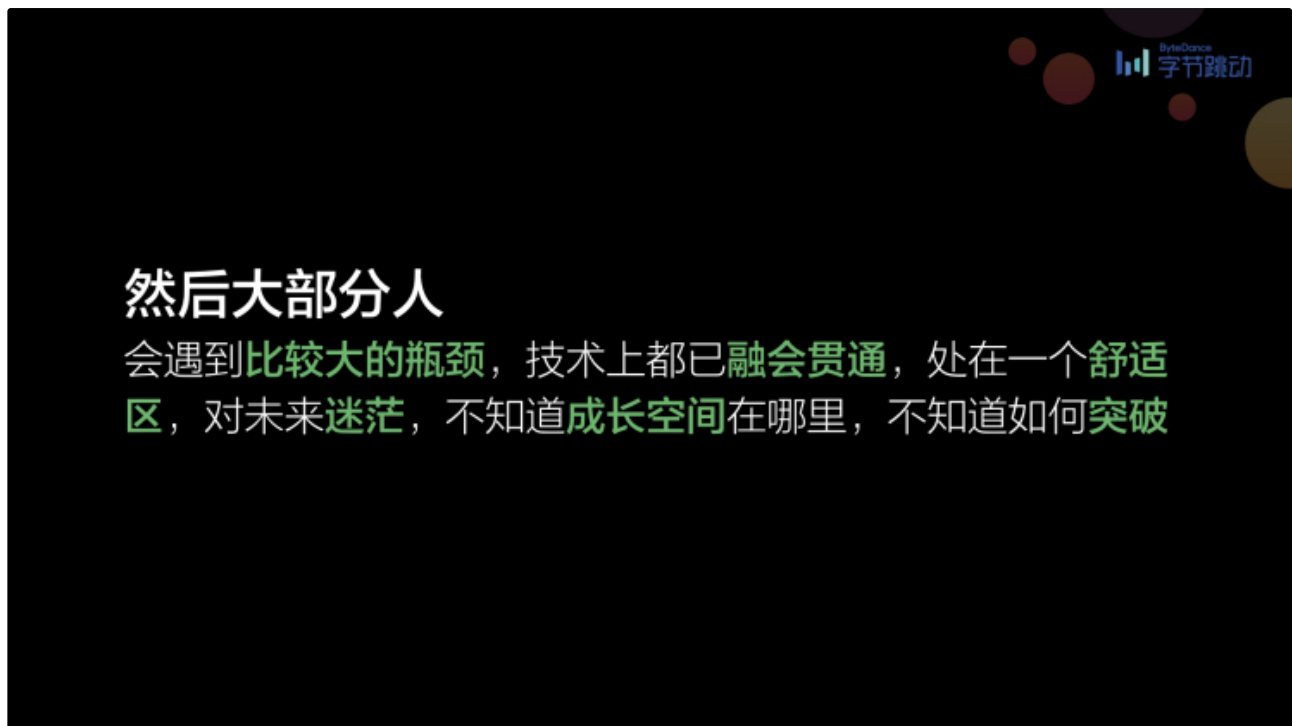 ByteDance
字节跳动
然后大部分人
会遇到比较大的瓶颈，技术上都已融会贯通，处在一个舒适
区，对未来迷茫，不知道成长空间在哪里，不知道如何突破